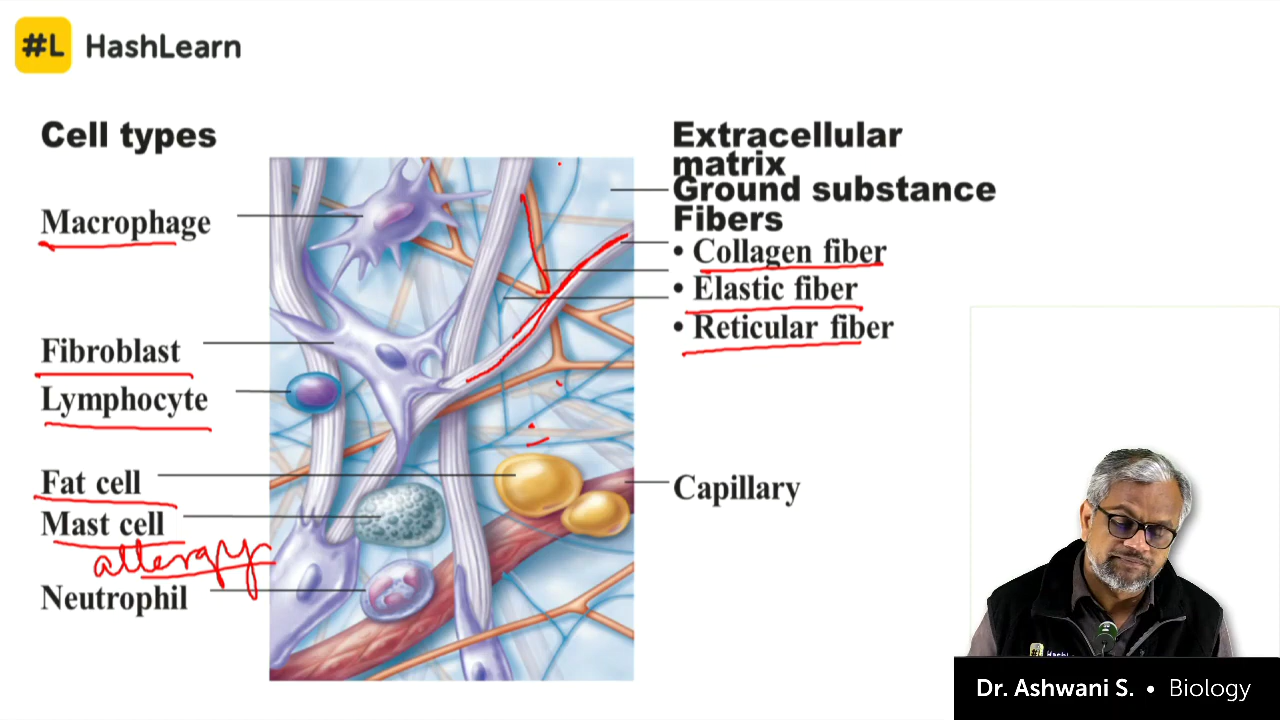 #L HashLearn
Cell types
Macrophage
Fibroblast
Lymphocyte
Fat cell
Mast cell
allergy
Neutrophil
Extracellular
matrix
Ground substance
Fibers
• Collagen fiber
• Elastic fiber
• Reticular fiber
Capillary
#L HashL
Dr. Ashwani S. • Biology